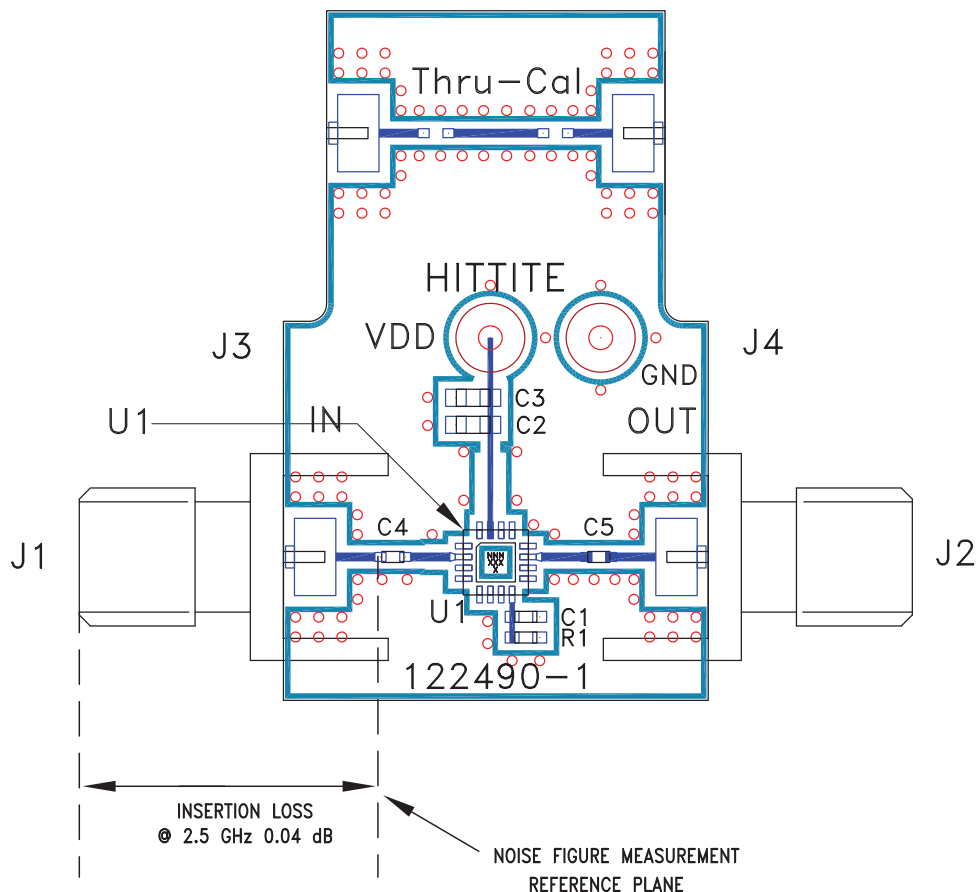 Thru-Cal
HITTITE
J3
VDD
J4
GND
C3
C2
U1
IN
OUT
C4
C5
J1
J2
U1
C1
R1
122490-1
INSERTION LOSS
@ 2.5 GHz 0.04 dB
NOISE FIGURE MEASUREMENT
REFERENCE PLANE